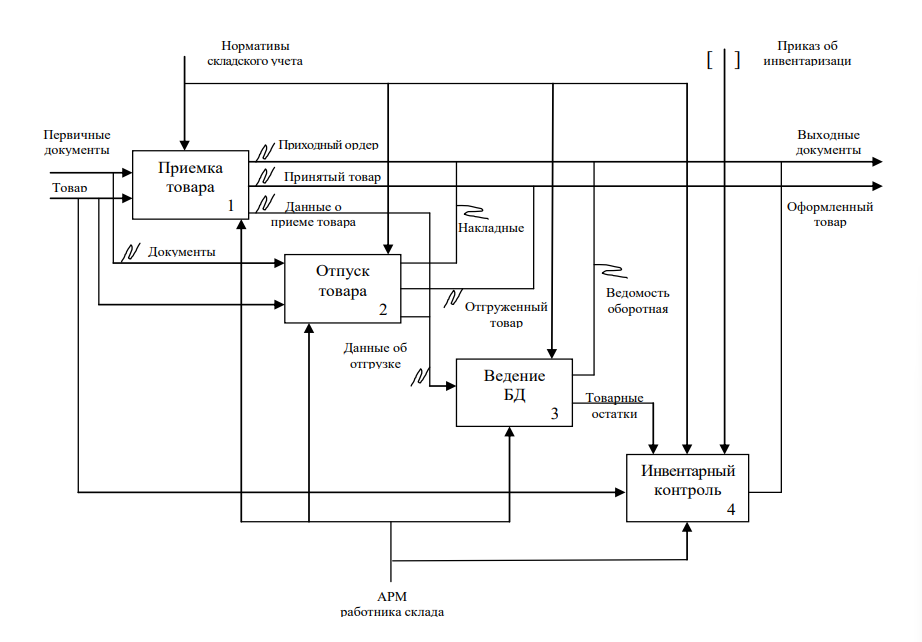 Нормативы
складского учета
[ ]
Приказ об
инвентаризаци
Первичные
документы
Товар
Приемка
товара
1
Приходный ордер
Принятый товар
Данные о
приеме товара
Выходные
документы
Оформленный
товар
Накладные
Документы
Отпуск
товара
2
Отгруженный
товар
Ведомость
оборотная
Данные об
отгрузке
Ведение
БД
3
Товарные
остатки
Инвентарный
контроль
4
АРМ
работника склада